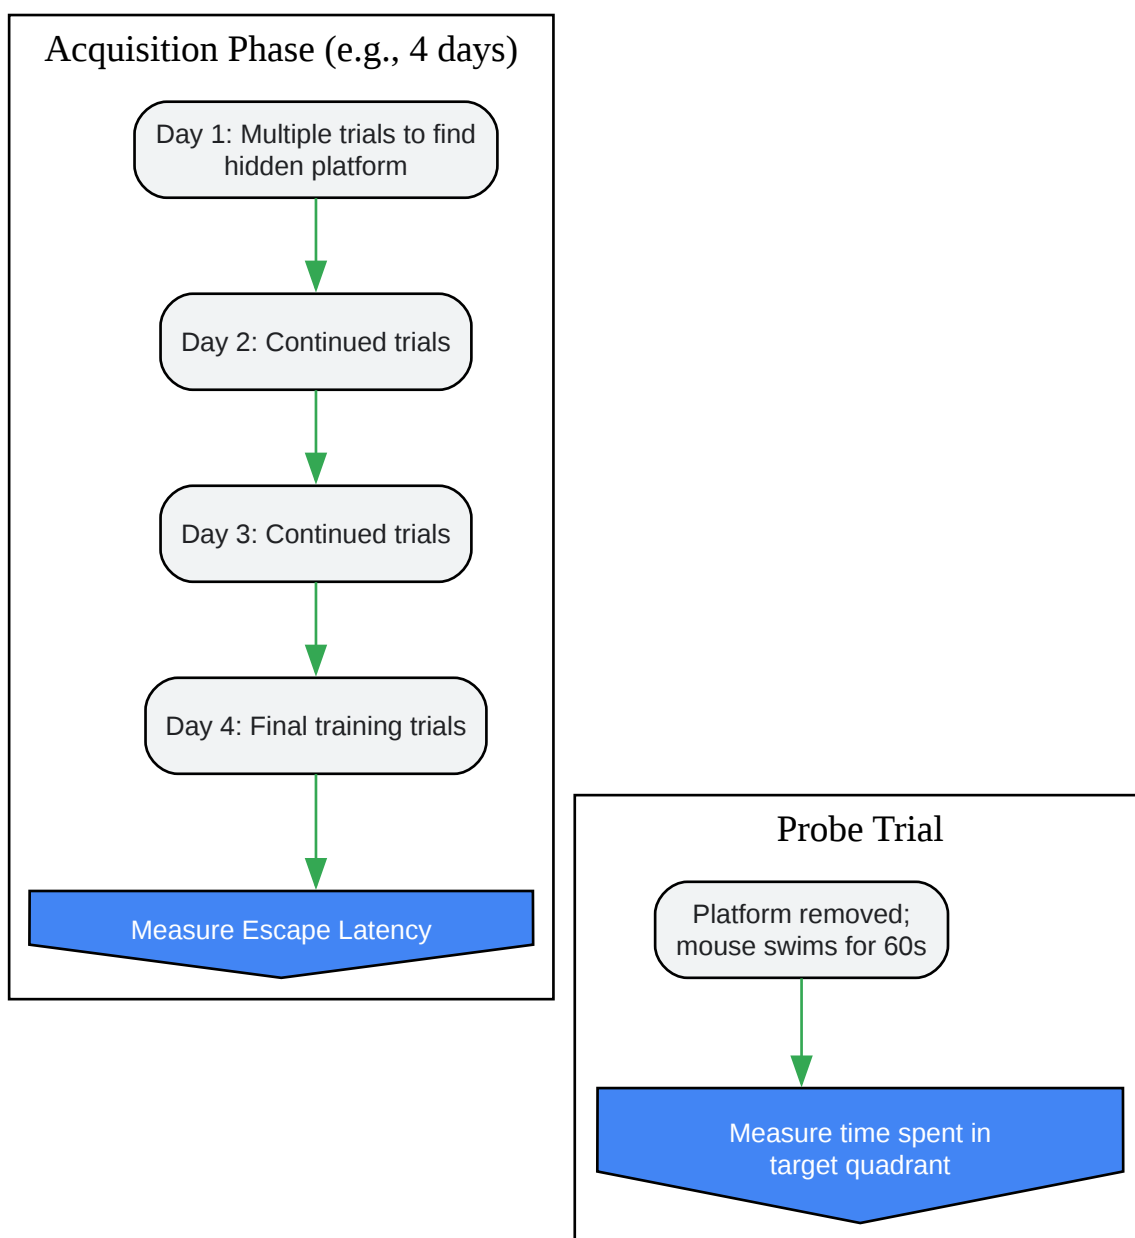 Acquisition Phase (e.g., 4 days)
Day 1: Multiple trials to find
hidden platform
Day 2: Continued trials
Day 3: Continued trials
Day 4: Final training trials
Measure Escape Latency
Probe Trial
Platform removed;
mouse swims for 60s
Measure time spent in
target quadrant